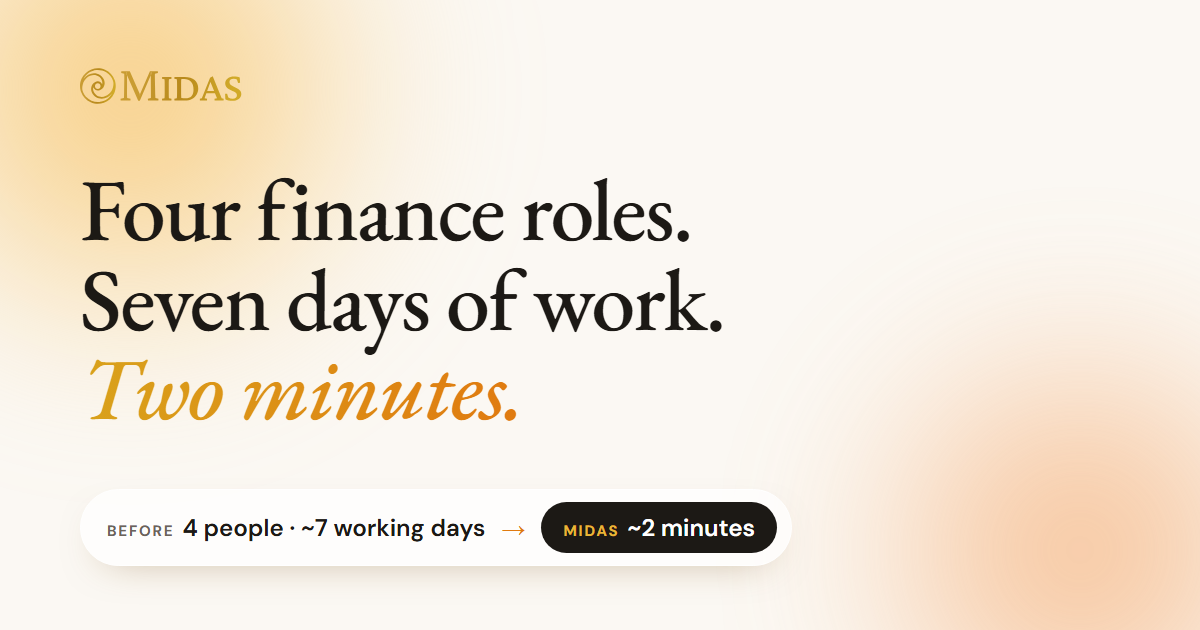 MIDAS
Four finance roles.
Seven days of work.
Two minutes.
BEFORE 4 people · ~7 working days → MIDAS ~2 minutes